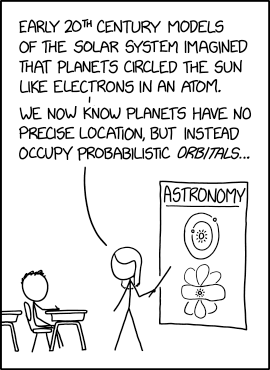 EARLY 20TH CENTURY MODELS
OF THE SOLAR SYSTEM IMAGINED
THAT PLANETS CIRCLED THE SUN
LIKE ELECTRONS IN AN ATOM.
WE NOW KNOW PLANETS HAVE NO
PRECISE LOCATION, BUT INSTEAD
OCCUPY PROBABILISTIC ORBITALS...
ASTRONOMY